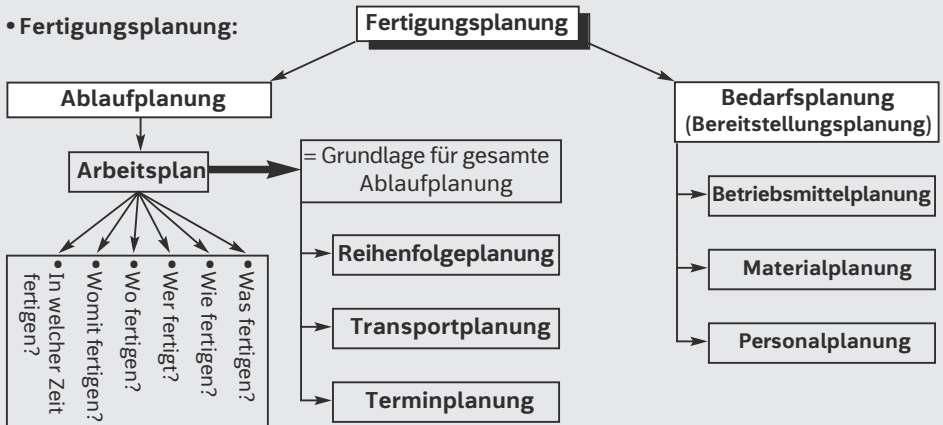 • Fertigungsplanung:
Fertigungsplanung
Ablaufplanung
Arbeitsplan
• Was fertigen?
• Wie fertigen?
• Wer fertigt?
• Wo fertigen?
• Womit fertigen?
• In welcher Zeit
fertigen?
= Grundlage für gesamte
Ablaufplanung
Reihenfolgeplanung
Transportplanung
Terminplanung
Bedarfsplanung
(Bereitstellungsplanung)
Betriebsmittelplanung
Materialplanung
Personalplanung